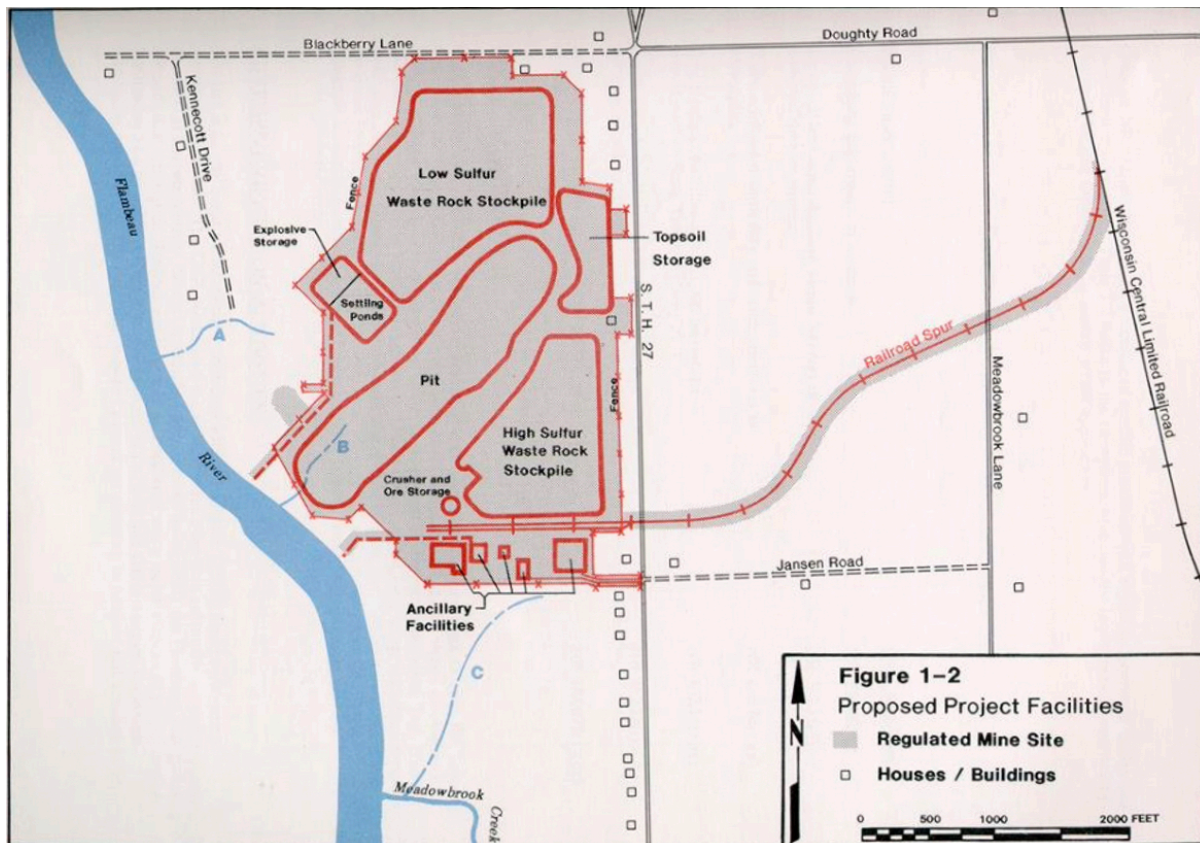 Blackberry Lane
Doughty Road
Kennecott Drive
Flambeau
River
Fence
Low Sulfur
Waste Rock Stockpile
Explosive
Storage
Settling
Ponds
Topsoil
Storage
S. T. H. 27
A
Pit
B
Railroad Spur
Wisconsin Central Limited Railroad
Meadowbrook Lane
Fence
High Sulfur
Waste Rock
Stockpile
Crusher and
Ore Storage
Jansen Road
Ancillary
Facilities
C
Meadowbrook
Creek
N
Figure 1–2
Proposed Project Facilities
Regulated Mine Site
Houses / Buildings
0 500 1000 2000 FEET